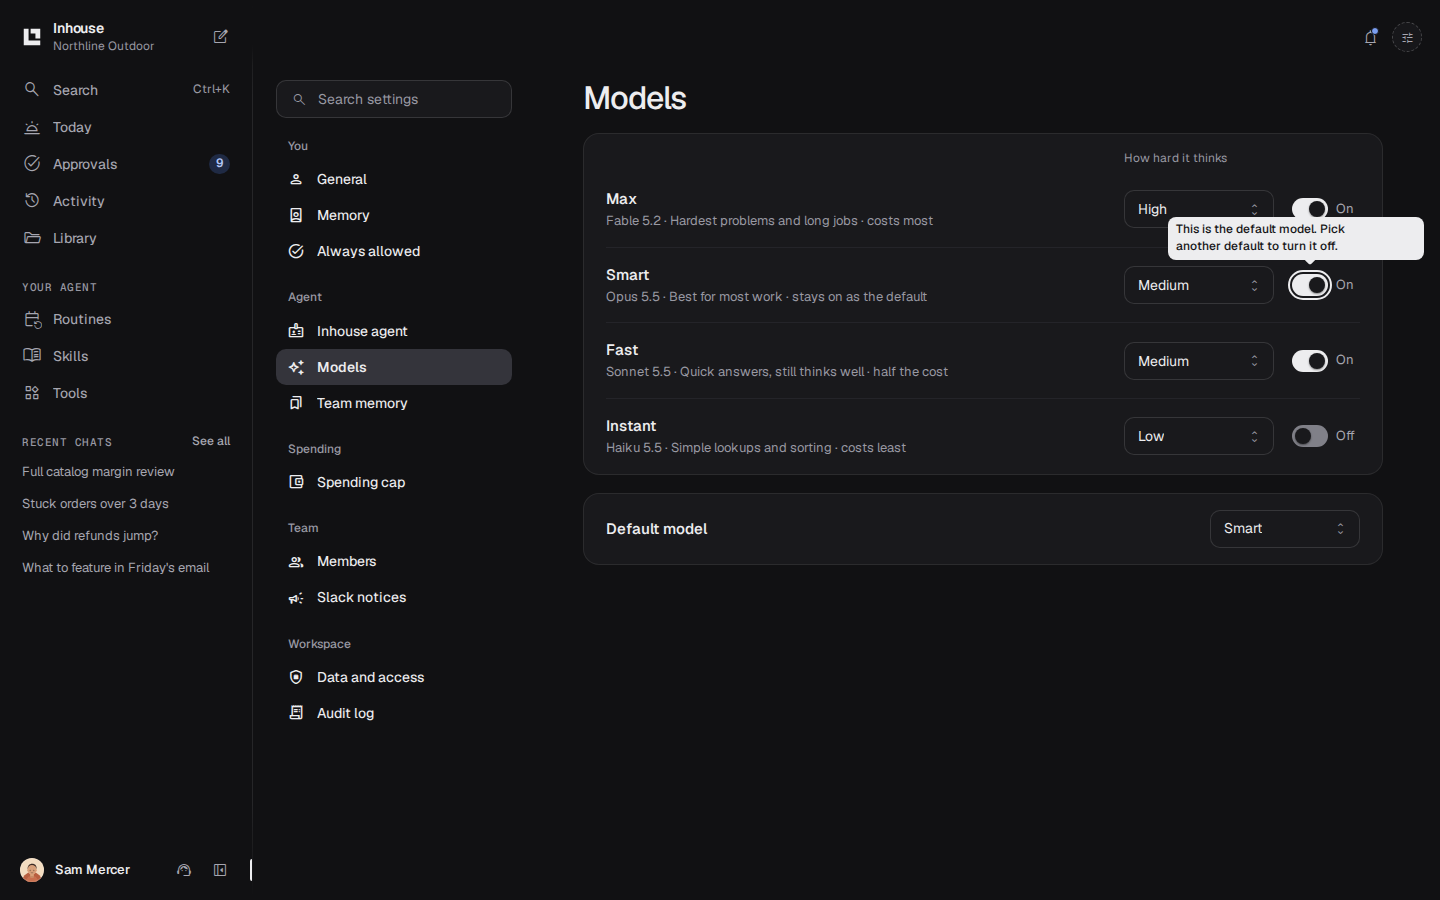 Inhouse
Northline Outdoor
Search Ctrl+K
Today
Approvals 9
Activity
Library
YOUR AGENT
Routines
Skills
Tools
RECENT CHATS See all
Full catalog margin review
Stuck orders over 3 days
Why did refunds jump?
What to feature in Friday's email
Sam Mercer
Search settings
You
General
Memory
Always allowed
Agent
Inhouse agent
Models
Team memory
Spending
Spending cap
Team
Members
Slack notices
Workspace
Data and access
Audit log
Models
How hard it thinks
Max
Fable 5.2 · Hardest problems and long jobs · costs most
High On
This is the default model. Pick
another default to turn it off.
Smart
Opus 5.5 · Best for most work · stays on as the default
Medium On
Fast
Sonnet 5.5 · Quick answers, still thinks well · half the cost
Medium On
Instant
Haiku 5.5 · Simple lookups and sorting · costs least
Low Off
Default model Smart